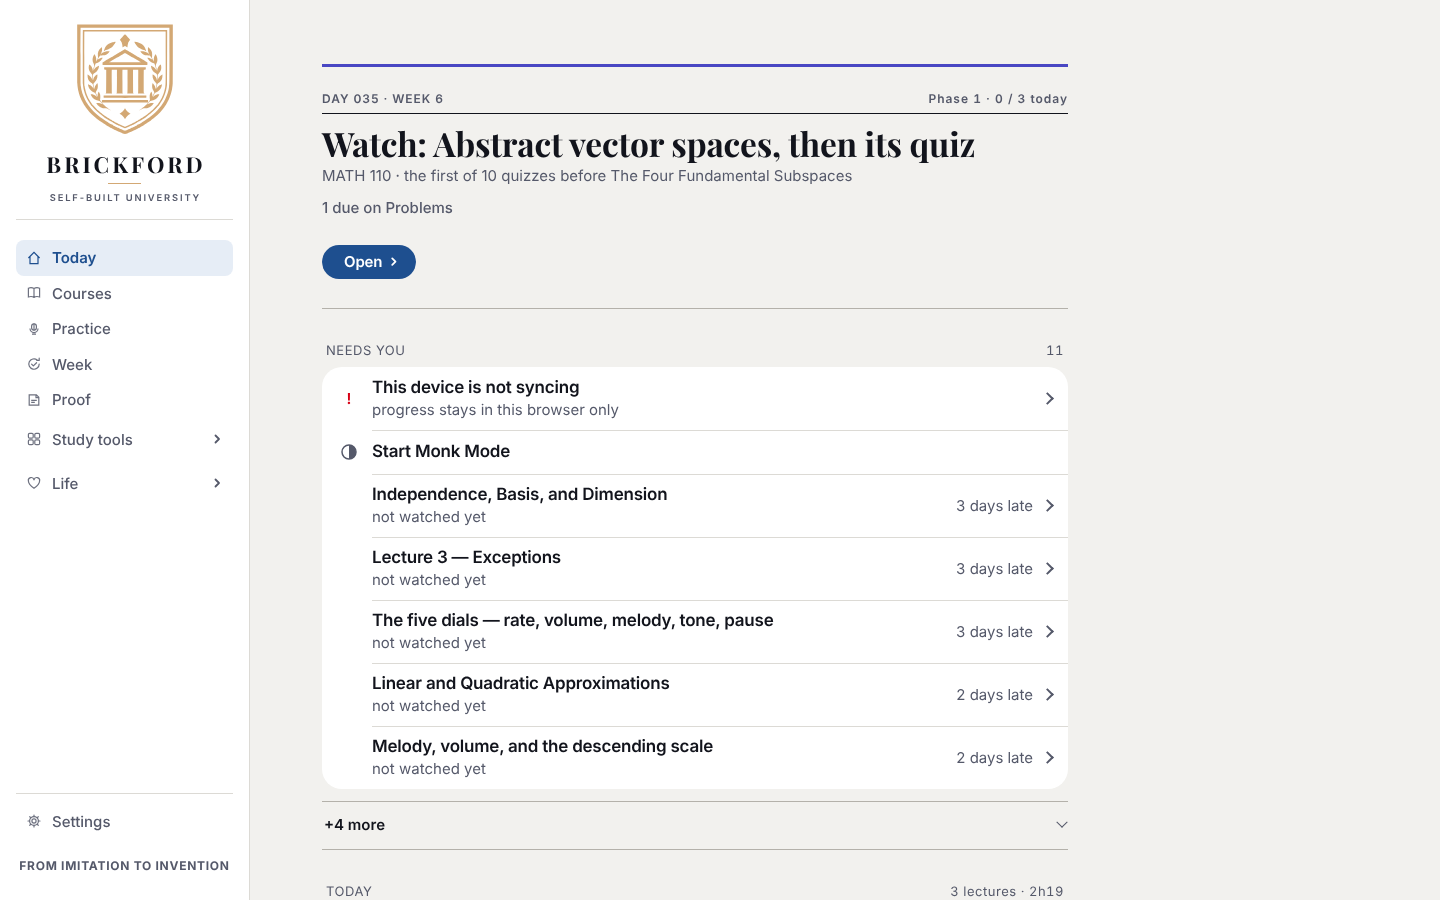 BRICKFORD
SELF-BUILT UNIVERSITY
Today
Courses
Practice
Week
Proof
Study tools
Life
Settings
FROM IMITATION TO INVENTION
DAY 035 · WEEK 6
Phase 1 · 0 / 3 today
Watch: Abstract vector spaces, then its quiz
MATH 110 · the first of 10 quizzes before The Four Fundamental Subspaces
1 due on Problems
Open
NEEDS YOU
11
!
This device is not syncing
progress stays in this browser only
Start Monk Mode
Independence, Basis, and Dimension
not watched yet
3 days late
Lecture 3 — Exceptions
not watched yet
3 days late
The five dials — rate, volume, melody, tone, pause
not watched yet
3 days late
Linear and Quadratic Approximations
not watched yet
2 days late
Melody, volume, and the descending scale
not watched yet
2 days late
+4 more
TODAY
3 lectures · 2h19